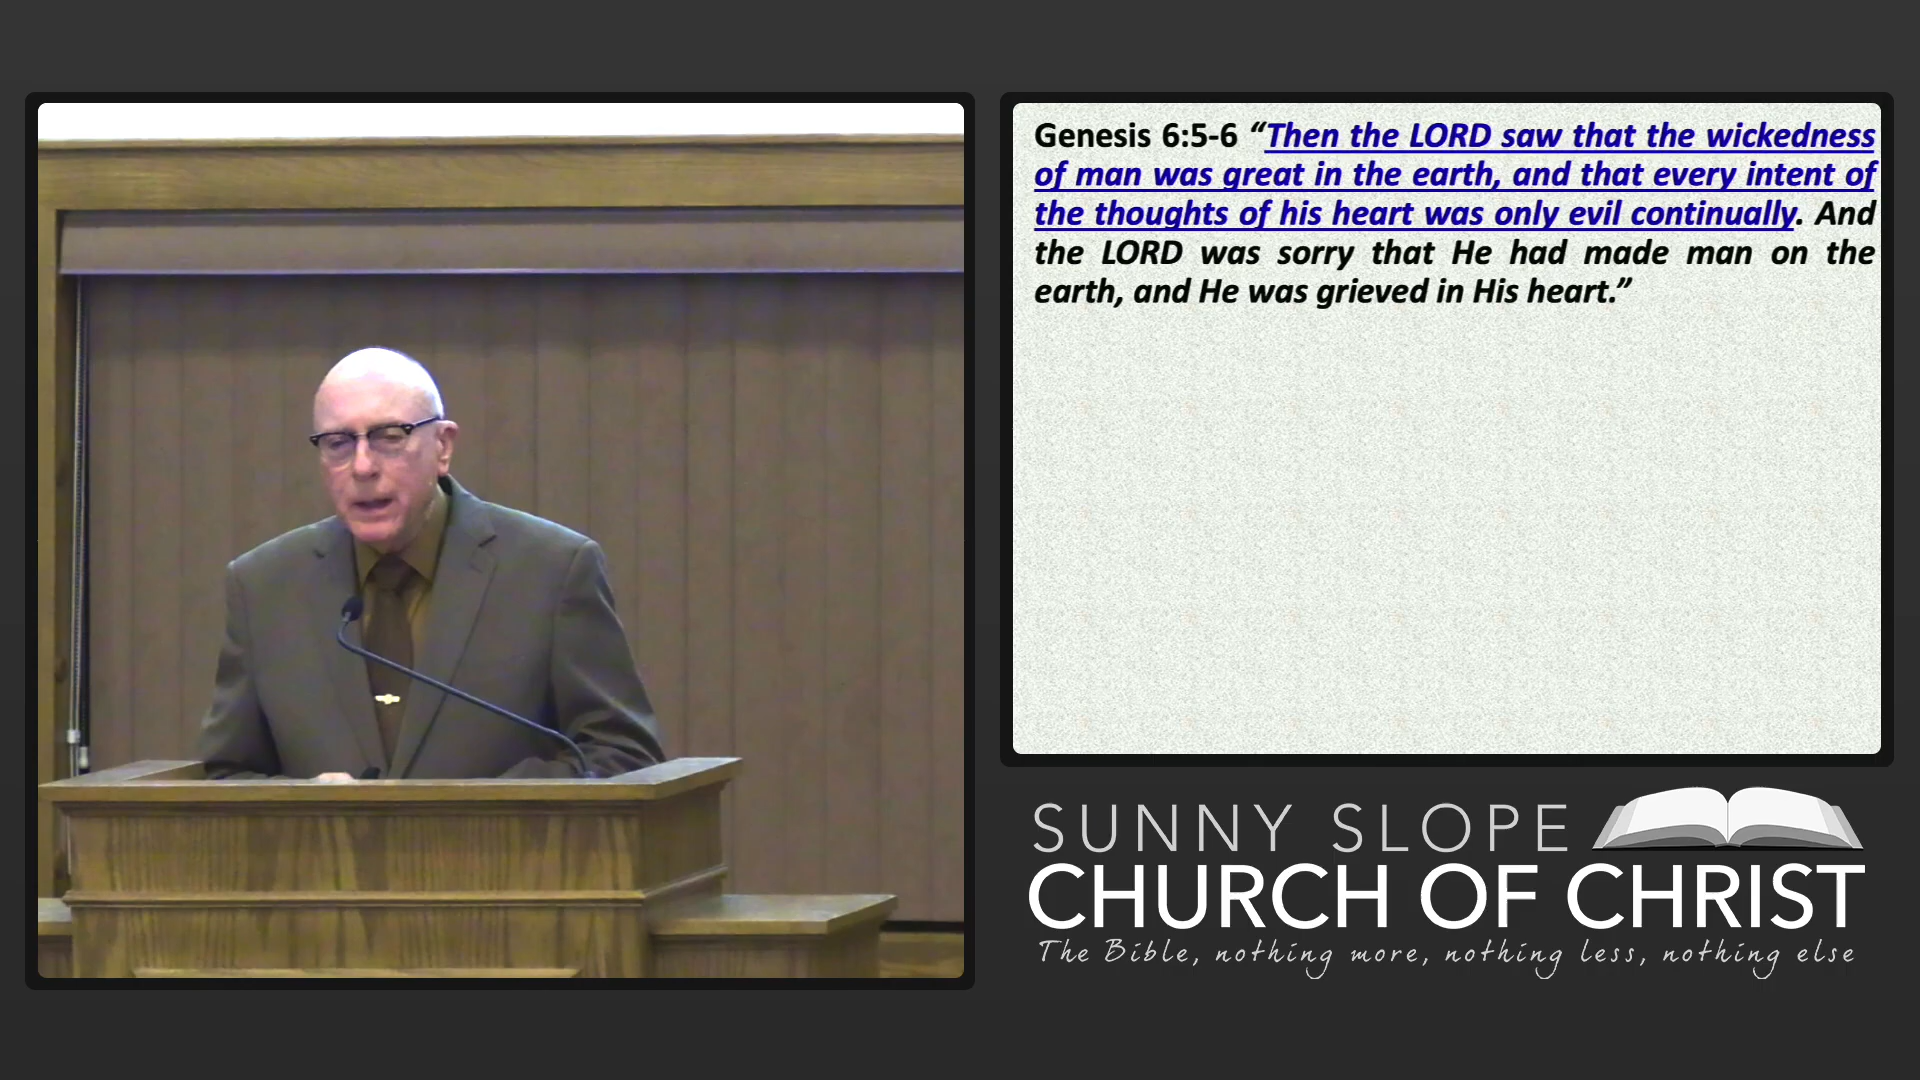 Genesis 6:5-6 “Then the LORD saw that the wickedness
of man was great in the earth, and that every intent of
the thoughts of his heart was only evil continually. And
the LORD was sorry that He had made man on the
earth, and He was grieved in His heart.”
SUNNY SLOPE
CHURCH OF CHRIST
The Bible, nothing more, nothing less, nothing else